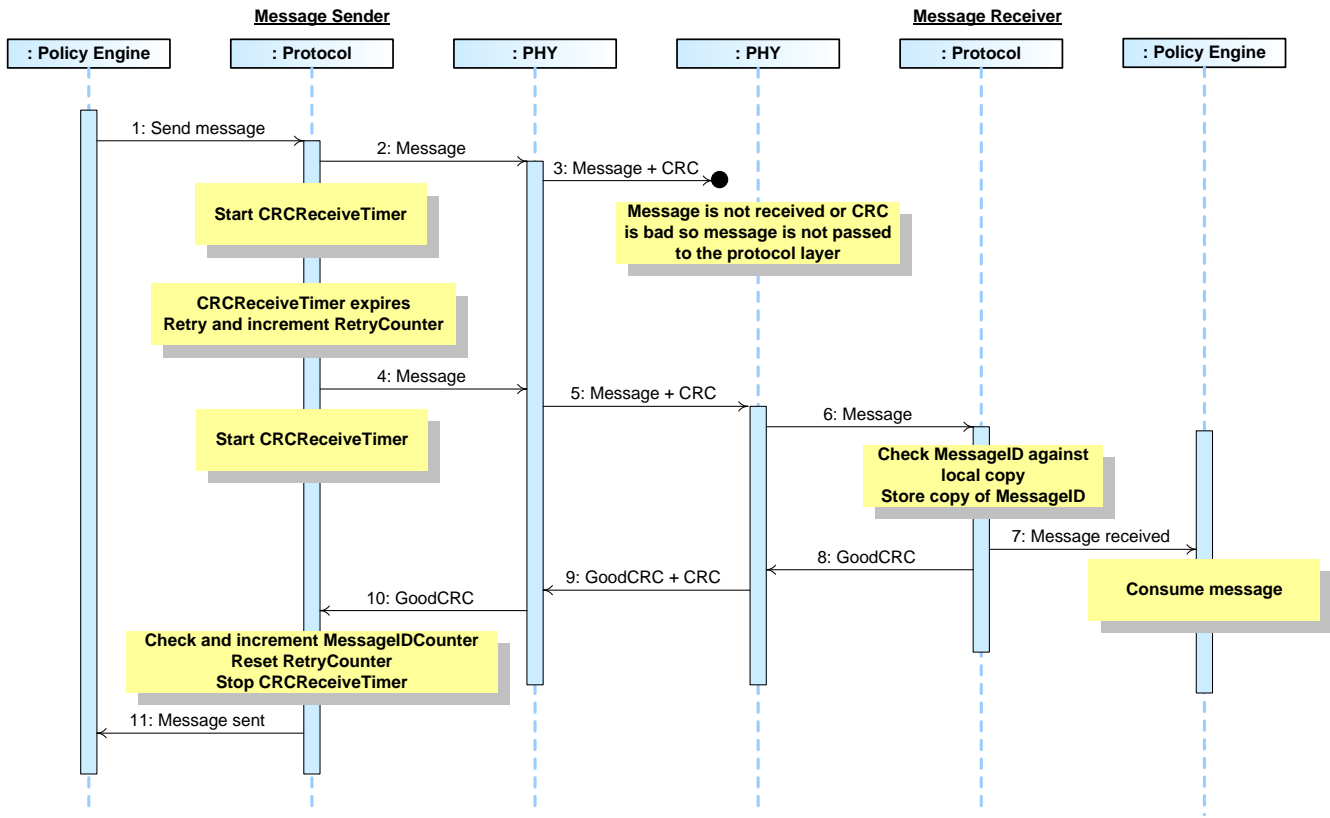 Message Sender
Message Receiver
: Policy Engine
: Protocol
: PHY
: PHY
: Protocol
: Policy Engine
1: Send message
2: Message
3: Message + CRC
Start CRCReceiveTimer
Message is not received or CRC
is bad so message is not passed
to the protocol layer
CRCReceiveTimer expires
Retry and increment RetryCounter
4: Message
5: Message + CRC
6: Message
Start CRCReceiveTimer
Check MessageID against
local copy
Store copy of MessageID
7: Message received
8: GoodCRC
9: GoodCRC + CRC
10: GoodCRC
Consume message
Check and increment MessageIDCounter
Reset RetryCounter
Stop CRCReceiveTimer
11: Message sent